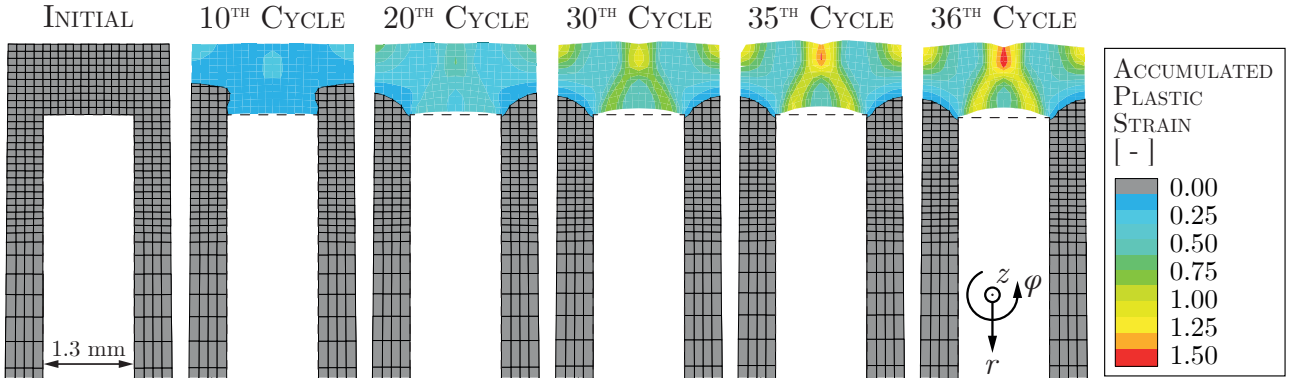 INITIAL
10TH CYCLE
20TH CYCLE
30TH CYCLE
35TH CYCLE
36TH CYCLE
ACCUMULATED
PLASTIC
STRAIN
[ - ]
0.00
0.25
0.50
0.75
1.00
1.25
1.50
z
φ
r
1.3 mm